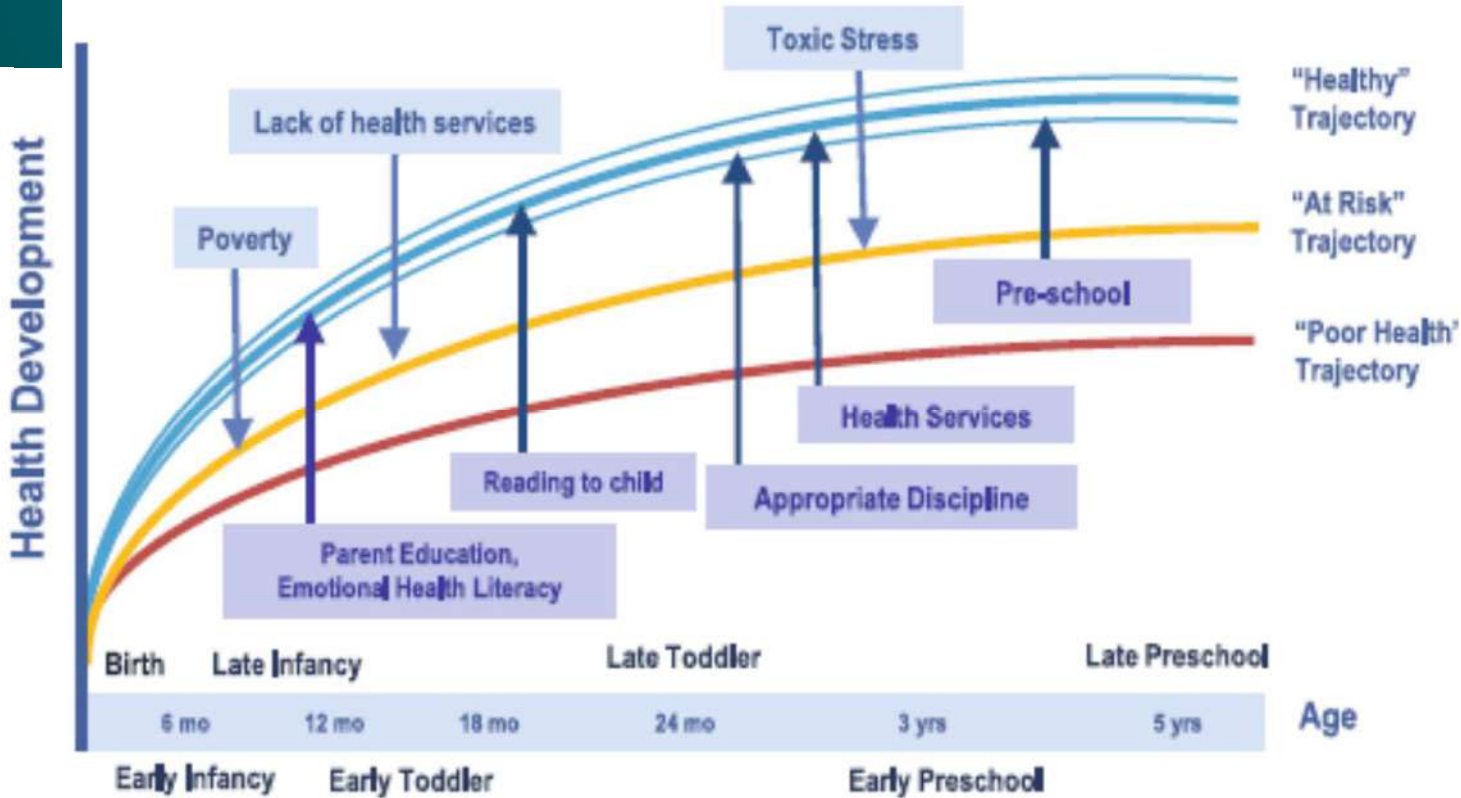 Toxic Stress
"Healthy"
Trajectory
Lack of health services
Poverty
"At Risk"
Trajectory
Pre-school
"Poor Health'
Trajectory
Health Services
Reading to child
Appropriate Discipline
Parent Education,
Emotional Health Literacy
Health Development
Birth
Late Infancy
Late Toddler
Late Preschool
6 mo
12 mo
18 mo
24 mo
3 yrs
5 yrs
Age
Early Infancy
Early Toddler
Early Preschool